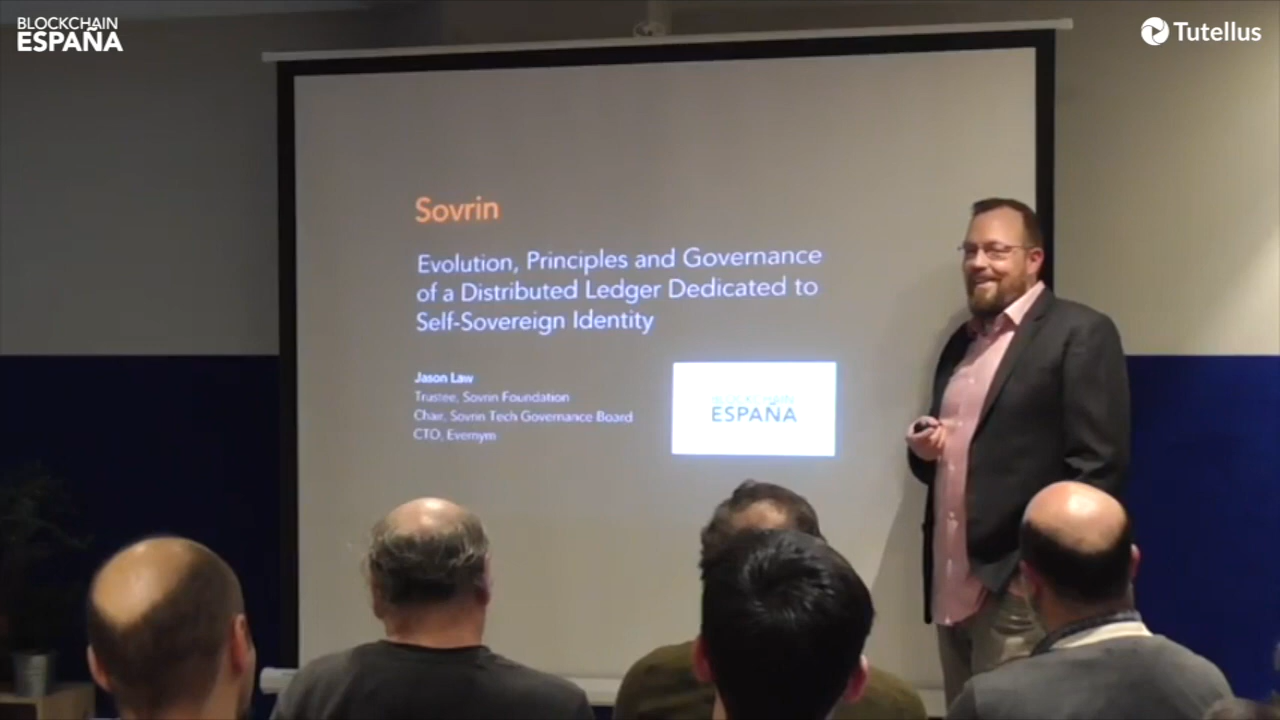 BLOCKCHAIN
ESPAÑA
Tutellus
Sovrin
Evolution, Principles and Governance
of a Distributed Ledger Dedicated to
Self-Sovereign Identity
Jason Law
Trustee, Sovrin Foundation
Chair, Sovrin Tech Governance Board
CTO, Evernym
BLOCKCHAIN
ESPAÑA